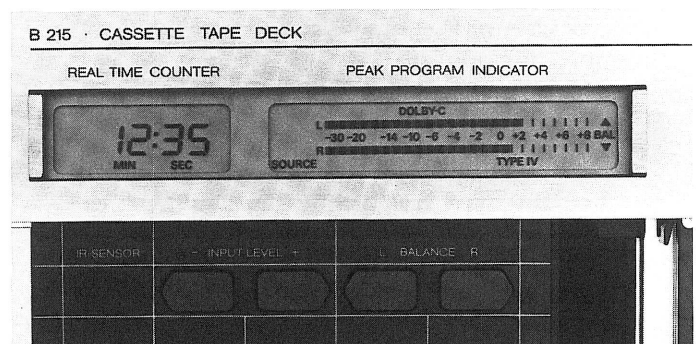 B 215 · CASSETTE TAPE DECK
REAL TIME COUNTER
PEAK PROGRAM INDICATOR
12:35
MIN SEC
DOLBY-C
L
-30 -20 -14 -10 -6 -4 -2 0 +2 +4 +6 +8 BAL
R
SOURCE TYPE IV
IR-SENSOR - INPUT LEVEL + L BALANCE R